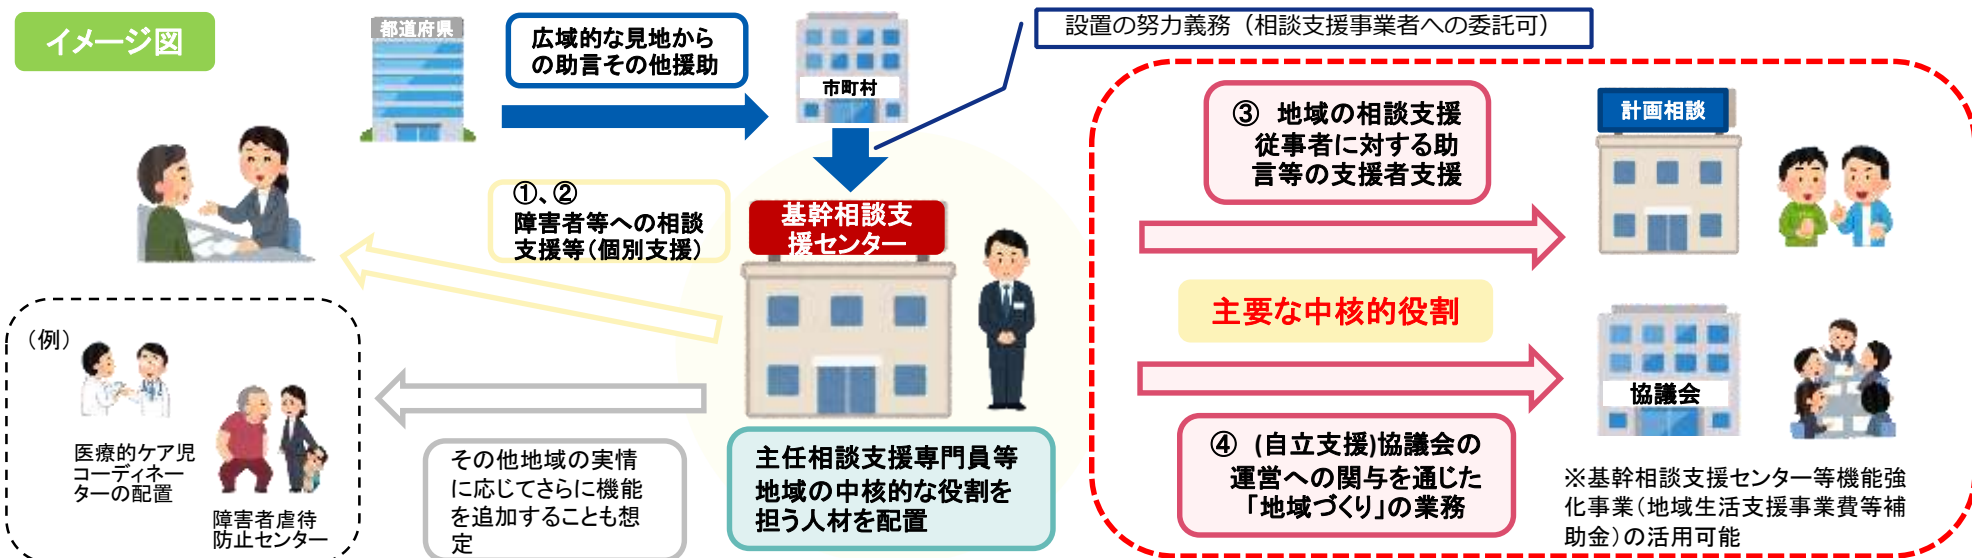 イメージ図
都道府県
広域的な見地から
の助言その他援助
市町村
設置の努力義務（相談支援事業者への委託可）
①、②
障害者等への相談
支援等（個別支援）
基幹相談支
援センター
③ 地域の相談支援
従事者に対する助
言等の支援者支援
計画相談
主要な中核的役割
（例）
医療的ケア児
コーディネー
ターの配置
障害者虐待
防止センター
その他地域の実情
に応じてさらに機能
を追加することも想
定
主任相談支援専門員等
地域の中核的な役割を
担う人材を配置
④ (自立支援)協議会の
運営への関与を通じた
「地域づくり」の業務
協議会
※基幹相談支援センター等機能強
化事業（地域生活支援事業費等補
助金）の活用可能